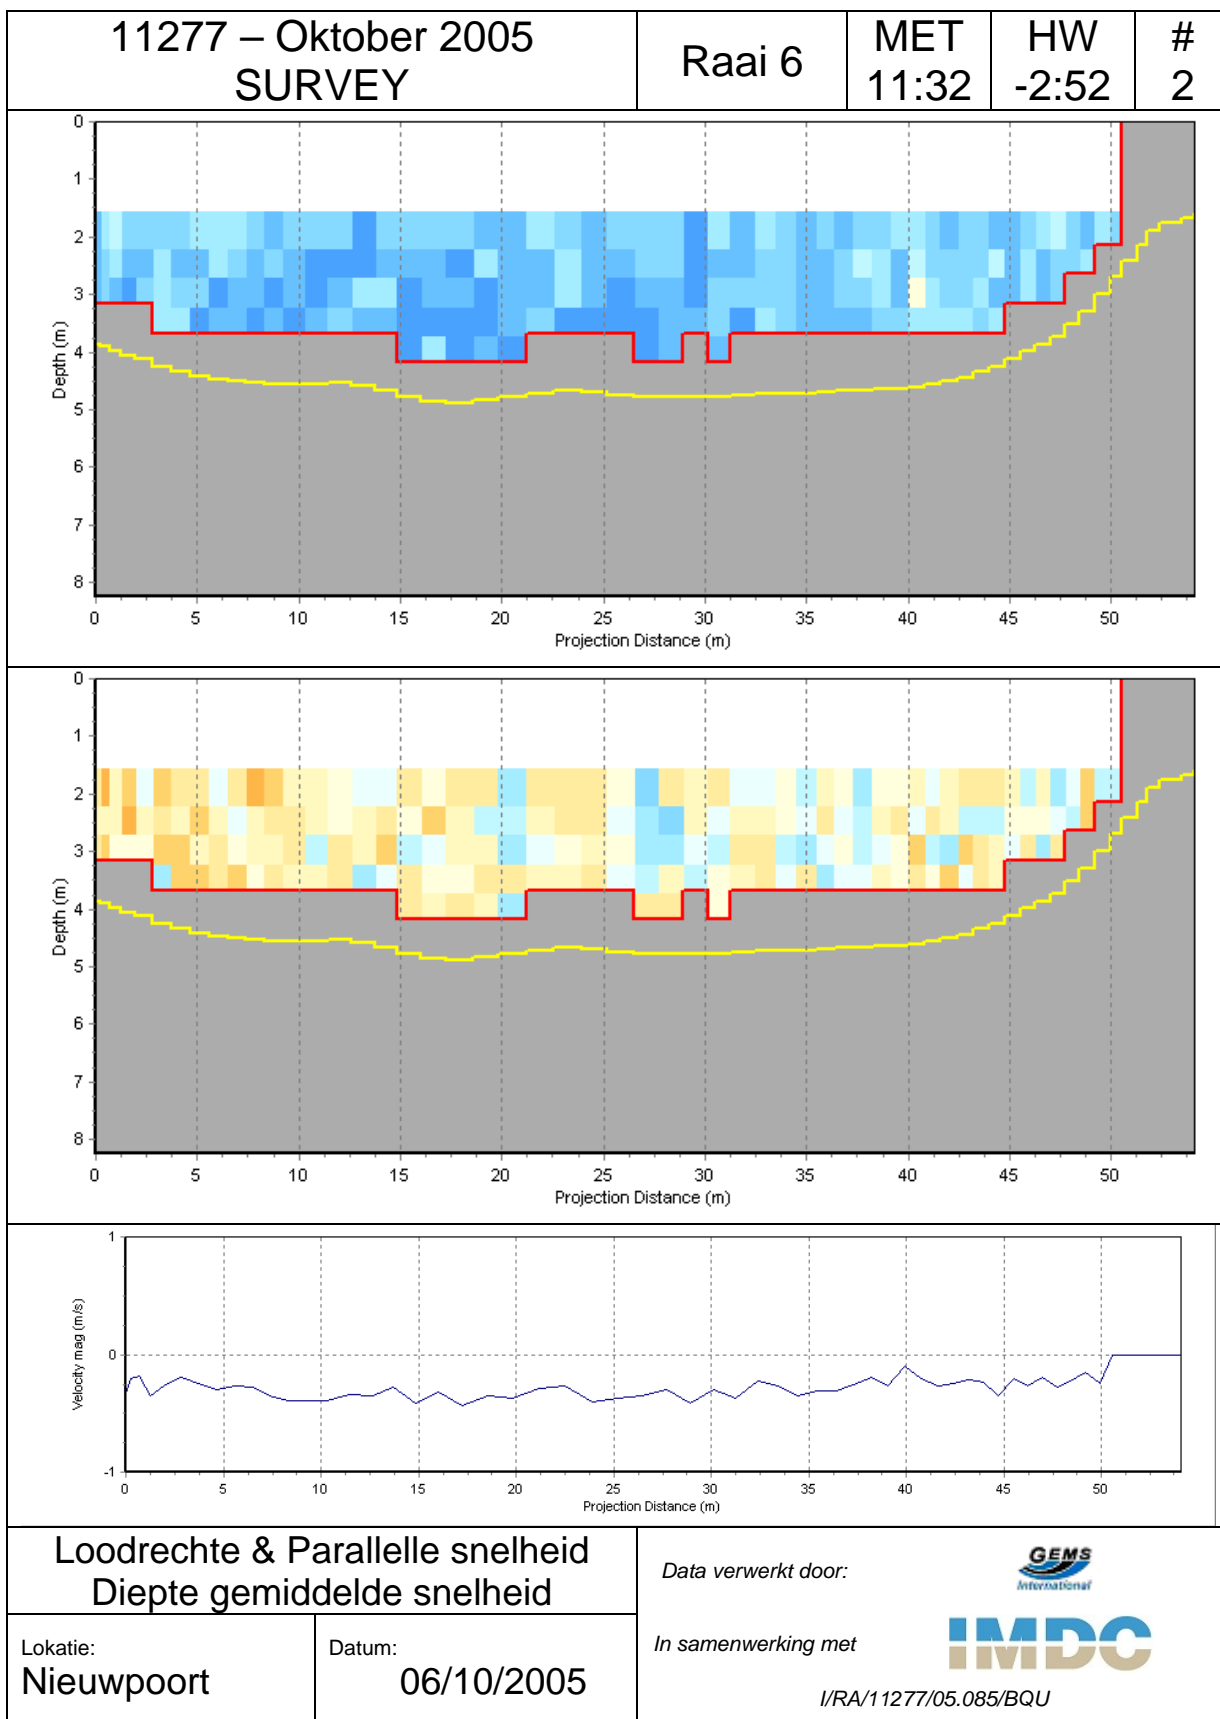 11277 – Oktober 2005
SURVEY
Raai 6
MET
11:32
HW
-2:52
#
2
0
1
2
3
4
5
6
7
8
Depth (m)
0 5 10 15 20 25 30 35 40 45 50
Projection Distance (m)
0
1
2
3
4
5
6
7
8
Depth (m)
0 5 10 15 20 25 30 35 40 45 50
Projection Distance (m)
1
0
-1
Velocity mag (m/s)
0 5 10 15 20 25 30 35 40 45 50
Projection Distance (m)
Loodrechte & Parallelle snelheid
Diepte gemiddelde snelheid
Data verwerkt door:
GEMS
International
Lokatie:
Nieuwpoort
Datum:
06/10/2005
In samenwerking met
IMDC
I/RA/11277/05.085/BQU